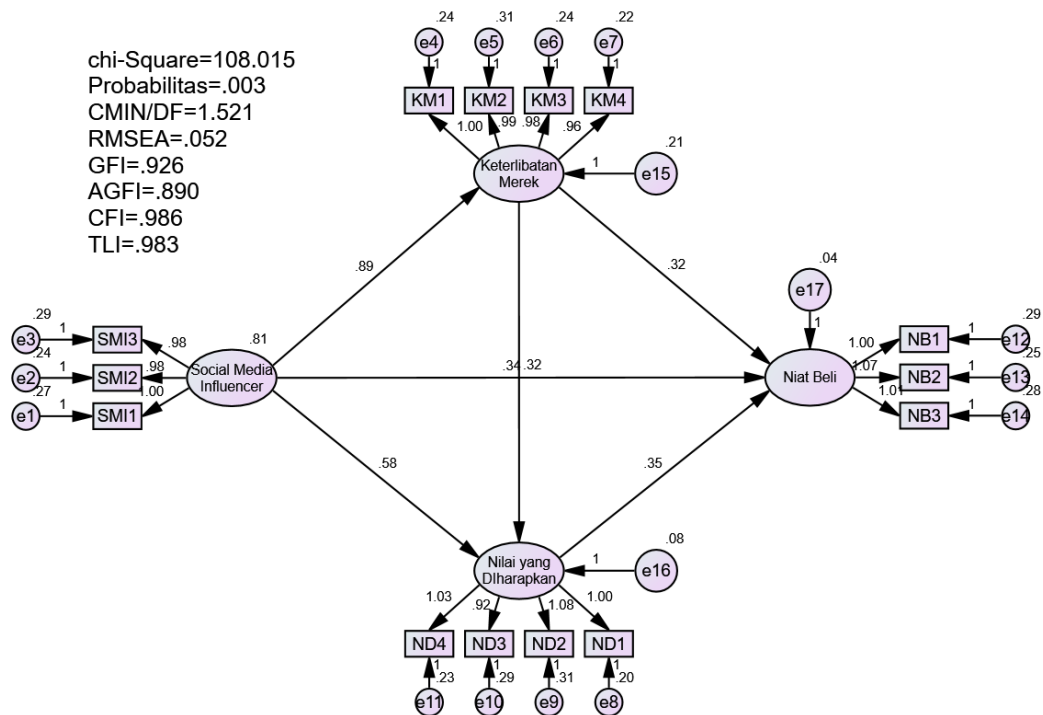 chi-Square=108.015
Probabilitas=.003
CMIN/DF=1.521
RMSEA=.052
GFI=.926
AGFI=.890
CFI=.986
TLI=.983
.24 .31 .24 .22
e4 e5 e6 e7
1 1 1 1
KM1 KM2 KM3 KM4
1.00 .99 .98 .96
Keterlibatan
Merek
1
e15
.21
.89
.32
.04
e17
1
.29
e3
1
SMI3
.98
.24
e2
1
SMI2
.98
.27
e1
1
SMI1
1.00
.81
Social Media
Influencer
.34 .32
Niat Beli
1.00
NB1
1
e12
.29
1.07
NB2
1
e13
.25
1.01
NB3
1
e14
.28
.58
.35
Nilai yang
DIharapkan
1
e16
.08
1.03 .92 1.08 1.00
ND4 ND3 ND2 ND1
1 1 1 1
.23 .29 .31 .20
e11 e10 e9 e8